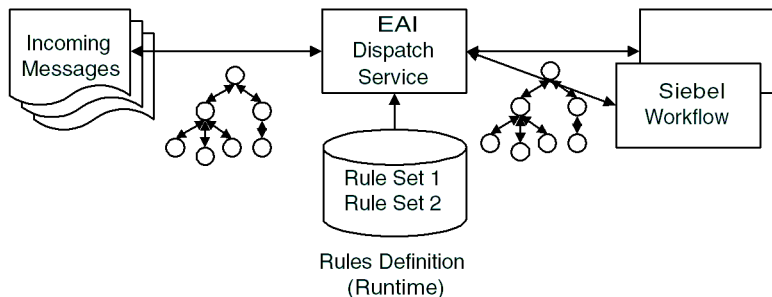 Incoming
Messages
EAI
Dispatch
Service
Siebel
Workflow
Rule Set 1
Rule Set 2
Rules Definition
(Runtime)